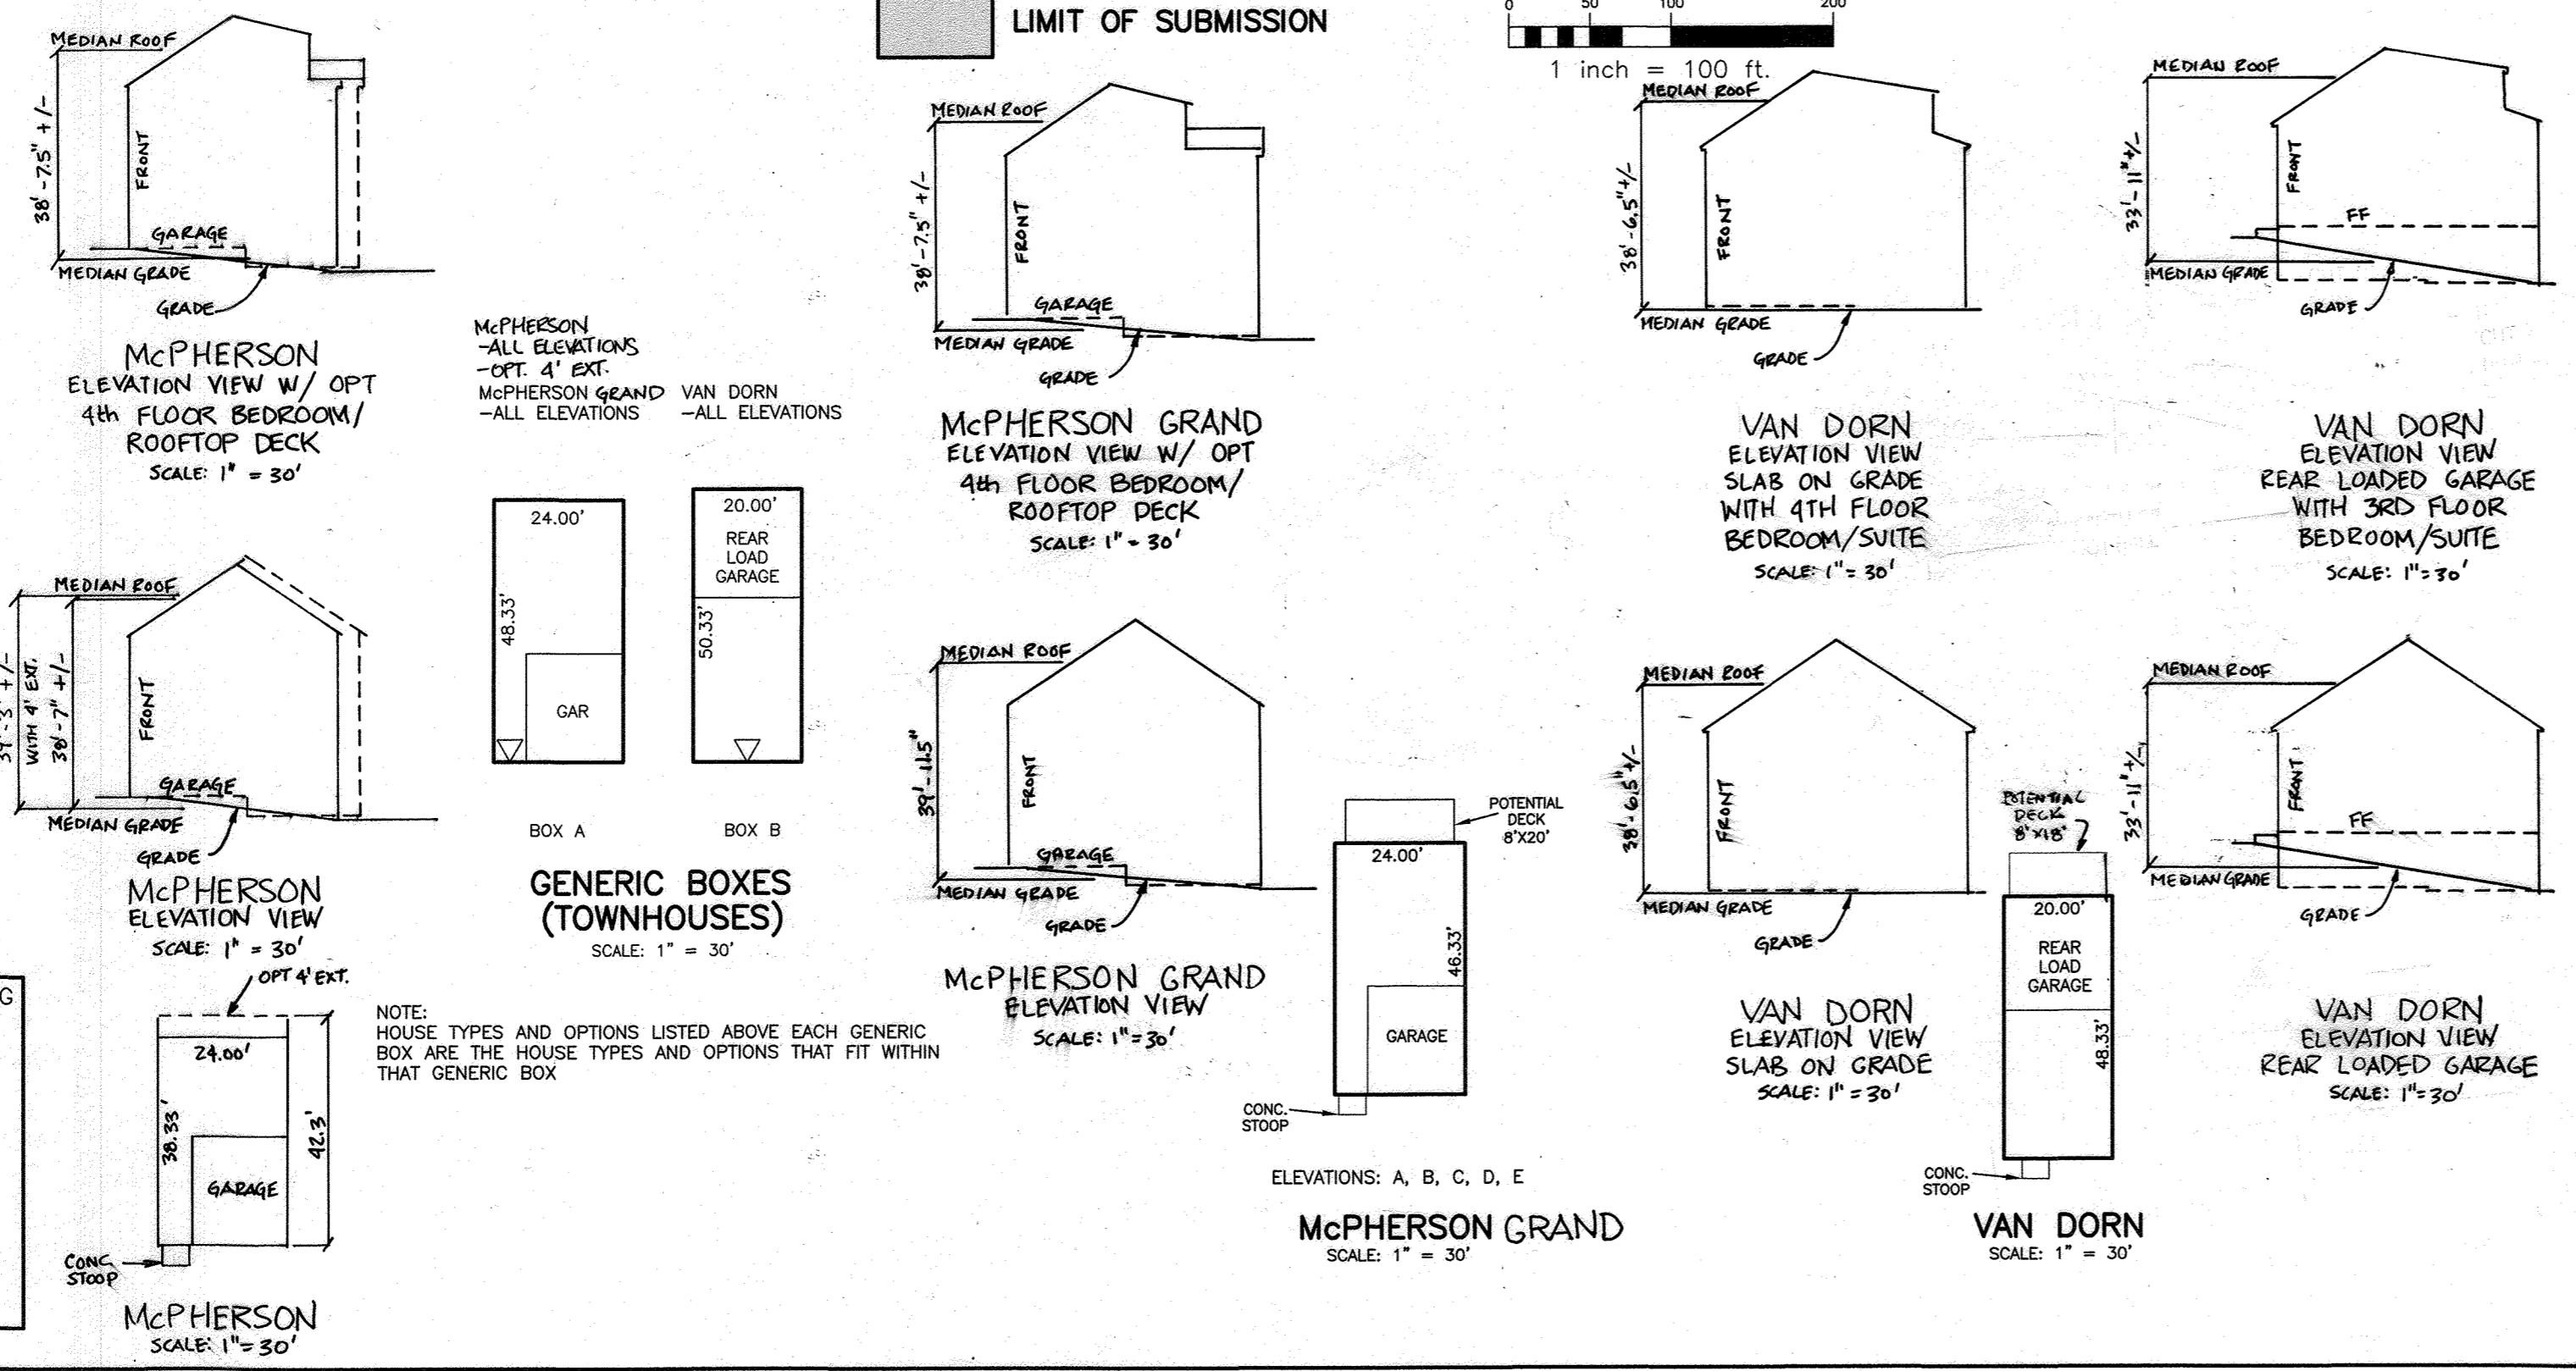 LIMIT OF SUBMISSION
0 50 100 200
1 inch = 100 ft.
MEDIAN ROOF
38'-7.5" +/-
FRONT
GARAGE
MEDIAN GRADE
GRADE
McPHERSON
ELEVATION VIEW W/ OPT
4th FLOOR BEDROOM/
ROOFTOP DECK
SCALE: 1" = 30'
McPHERSON
-ALL ELEVATIONS
-OPT. 4' EXT.
McPHERSON GRAND
-ALL ELEVATIONS
VAN DORN
-ALL ELEVATIONS
MEDIAN ROOF
38'-7.5" +/-
FRONT
GARAGE
MEDIAN GRADE
GRADE
McPHERSON GRAND
ELEVATION VIEW W/ OPT
4th FLOOR BEDROOM/
ROOFTOP DECK
SCALE: 1" = 30'
MEDIAN ROOF
38'-6.5" +/-
FRONT
MEDIAN GRADE
GRADE
VAN DORN
ELEVATION VIEW
SLAB ON GRADE
WITH 4TH FLOOR
BEDROOM/SUITE
SCALE: 1" = 30'
MEDIAN ROOF
33'-11" +/-
FRONT
FF
MEDIAN GRADE
GRADE
VAN DORN
ELEVATION VIEW
REAR LOADED GARAGE
WITH 3RD FLOOR
BEDROOM/SUITE
SCALE: 1"=30'
MEDIAN ROOF
WITH 4' EXT.
38'-7" +/-
FRONT
GARAGE
MEDIAN GRADE
GRADE
McPHERSON
ELEVATION VIEW
SCALE: 1" = 30'
24.00'
48.33'
GAR
BOX A
20.00'
REAR
LOAD
GARAGE
50.33'
BOX B
GENERIC BOXES
(TOWNHOUSES)
SCALE: 1" = 30'
NOTE:
HOUSE TYPES AND OPTIONS LISTED ABOVE EACH GENERIC
BOX ARE THE HOUSE TYPES AND OPTIONS THAT FIT WITHIN
THAT GENERIC BOX
MEDIAN ROOF
39'-11.5"
FRONT
GARAGE
MEDIAN GRADE
GRADE
McPHERSON GRAND
ELEVATION VIEW
SCALE: 1"=30'
POTENTIAL
DECK
8'X20'
24.00'
46.33'
GARAGE
CONC.
STOOP
ELEVATIONS: A, B, C, D, E
McPHERSON GRAND
SCALE: 1" = 30'
MEDIAN ROOF
38'-6.5" +/-
FRONT
MEDIAN GRADE
GRADE
VAN DORN
ELEVATION VIEW
SLAB ON GRADE
SCALE: 1" = 30'
POTENTIAL
DECK
8'X18'
20.00'
REAR
LOAD
GARAGE
48.33'
CONC.
STOOP
VAN DORN
SCALE: 1" = 30'
MEDIAN ROOF
33'-11" +/-
FRONT
FF
MEDIAN GRADE
GRADE
VAN DORN
ELEVATION VIEW
REAR LOADED GARAGE
SCALE: 1"=30'
G
OPT 4' EXT.
24.00'
38.33'
42.3'
GARAGE
CONC
STOOP
McPHERSON
SCALE: 1"=30'